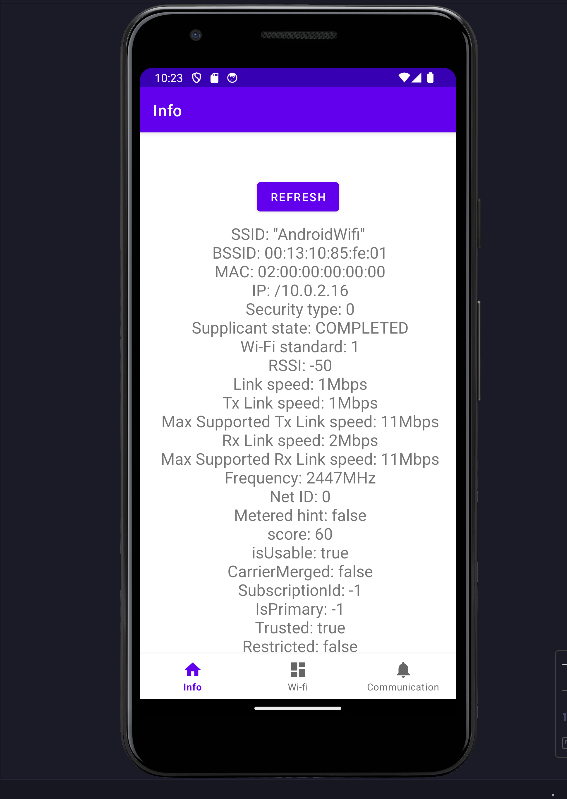 10:23
Info
REFRESH
SSID: "AndroidWifi"
BSSID: 00:13:10:85:fe:01
MAC: 02:00:00:00:00:00
IP: /10.0.2.16
Security type: 0
Supplicant state: COMPLETED
Wi-Fi standard: 1
RSSI: -50
Link speed: 1Mbps
Tx Link speed: 1Mbps
Max Supported Tx Link speed: 11Mbps
Rx Link speed: 2Mbps
Max Supported Rx Link speed: 11Mbps
Frequency: 2447MHz
Net ID: 0
Metered hint: false
score: 60
isUsable: true
CarrierMerged: false
SubscriptionId: -1
IsPrimary: -1
Trusted: true
Restricted: false
Info
Wi-fi
Communication